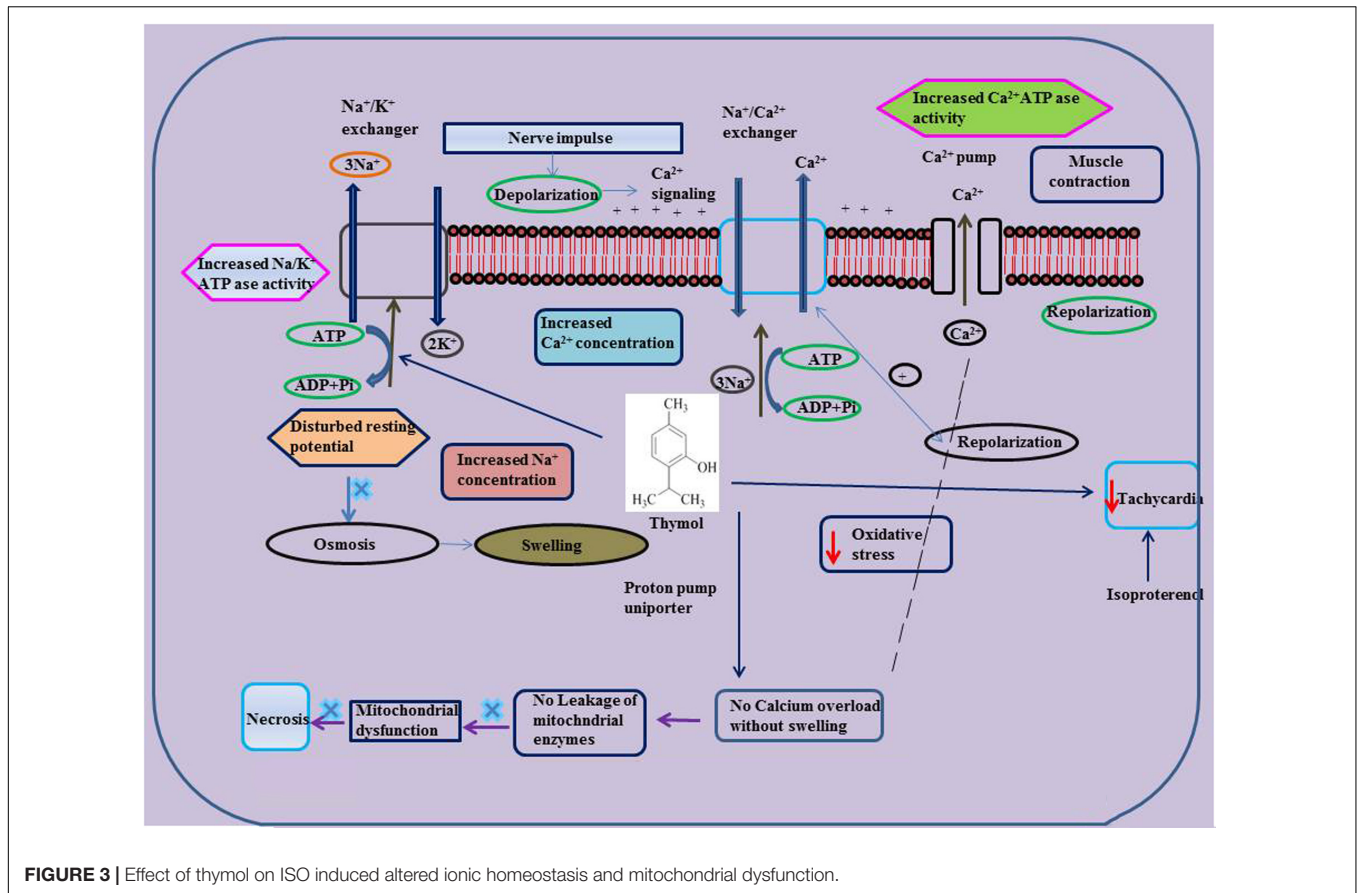 Na⁺/K⁺
exchanger
3Na⁺
Nerve impulse
Depolarization
Ca²⁺
signaling
+ + + + +
Na⁺/Ca²⁺
exchanger
Ca²⁺
+ + +
Increased Ca²⁺ATP ase
activity
Ca²⁺ pump
Ca²⁺
Muscle
contraction
Increased Na/K⁺
ATP ase activity
ATP
ADP+Pi
2K⁺
Increased
Ca²⁺ concentration
3Na⁺
ATP
ADP+Pi
+
Ca²⁺
Repolarization
Repolarization
Disturbed resting
potential
Increased Na⁺
concentration
CH₃
OH
H₃C
CH₃
Thymol
Tachycardia
Osmosis
Swelling
Oxidative
stress
Isoproterenol
Proton pump
uniporter
Necrosis
Mitochondrial
dysfunction
No Leakage of
mitochndrial
enzymes
No Calcium overload
without swelling
FIGURE 3 | Effect of thymol on ISO induced altered ionic homeostasis and mitochondrial dysfunction.